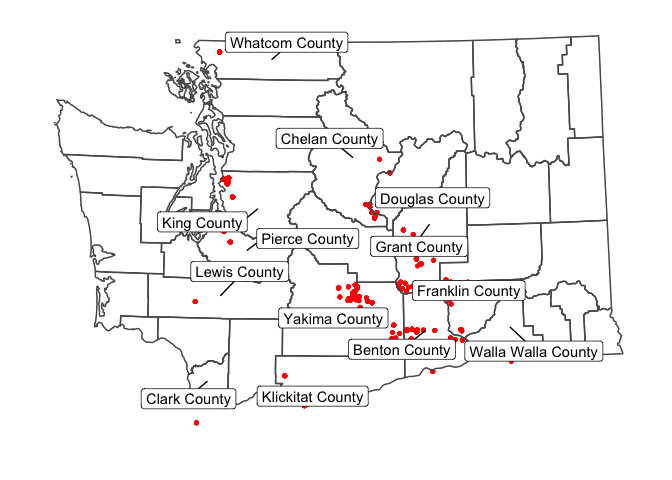 Whatcom County
Chelan County
Douglas County
King County
Pierce County
Grant County
Lewis County
Franklin County
Yakima County
Benton County
Walla Walla County
Clark County
Klickitat County